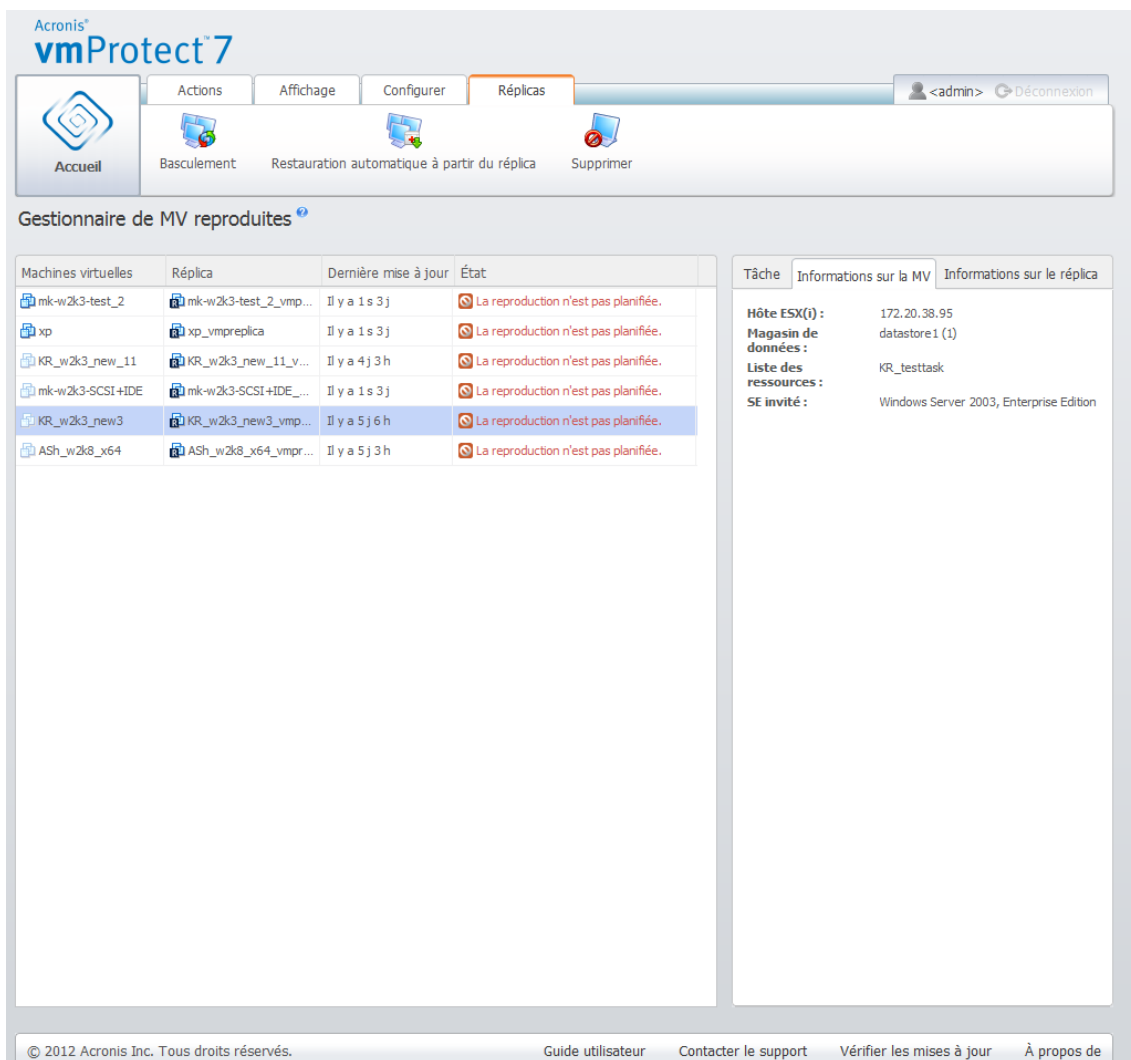 Acronis®
vmProtect™7
Actions Affichage Configurer Réplicas <admin> Déconnexion
Accueil Basculement Restauration automatique à partir du réplica Supprimer
Gestionnaire de MV reproduites
Machines virtuelles Réplica Dernière mise à jour État
mk-w2k3-test_2 mk-w2k3-test_2_vmp... Il y a 1 s 3 j La reproduction n'est pas planifiée.
xp xp_vmpreplica Il y a 1 s 3 j La reproduction n'est pas planifiée.
KR_w2k3_new_11 KR_w2k3_new_11_v... Il y a 4 j 3 h La reproduction n'est pas planifiée.
mk-w2k3-SCSI+IDE mk-w2k3-SCSI+IDE_... Il y a 1 s 3 j La reproduction n'est pas planifiée.
KR_w2k3_new3 KR_w2k3_new3_vmp... Il y a 5 j 6 h La reproduction n'est pas planifiée.
ASh_w2k8_x64 ASh_w2k8_x64_vmpr... Il y a 5 j 3 h La reproduction n'est pas planifiée.
Tâche Informations sur la MV Informations sur le réplica
Hôte ESX(i) : 172.20.38.95
Magasin de données : datastore1 (1)
Liste des ressources : KR_testtask
SE invité : Windows Server 2003, Enterprise Edition
© 2012 Acronis Inc. Tous droits réservés. Guide utilisateur Contacter le support Vérifier les mises à jour À propos de